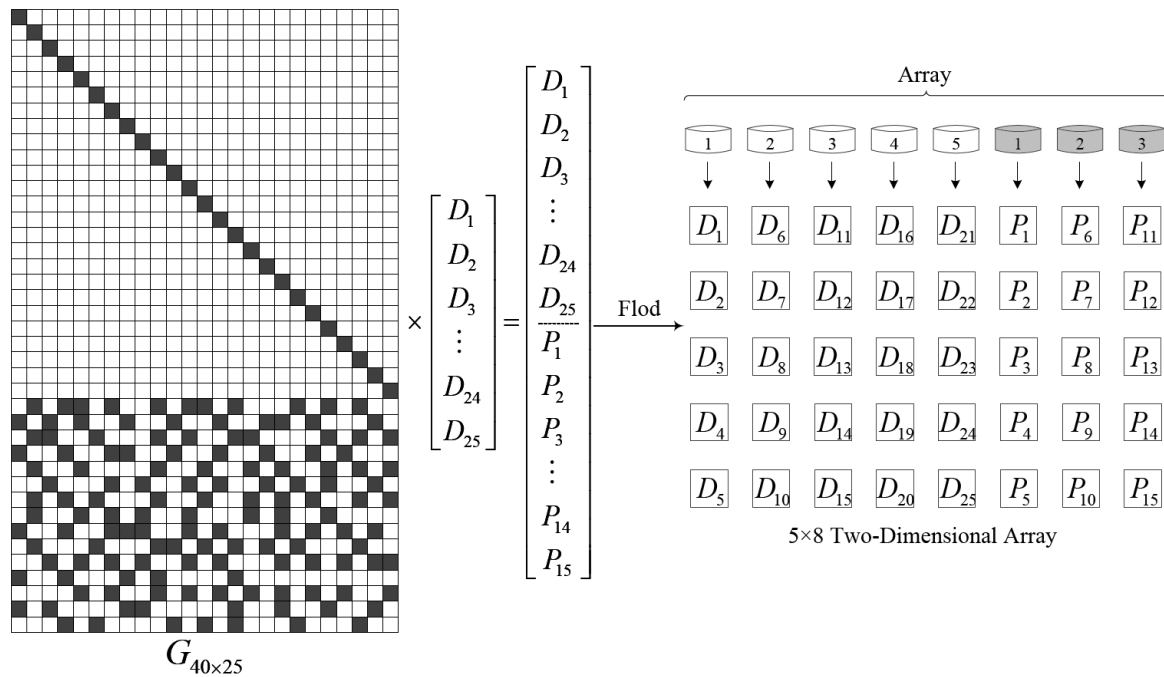 Array
1 2 3 4 5 1 2 3
G40×25
×
D1
D2
D3
⋮
D24
D25
=
D1
D2
D3
⋮
D24
D25
P1
P2
P3
⋮
P14
P15
Flod
D1 D6 D11 D16 D21 P1 P6 P11
D2 D7 D12 D17 D22 P2 P7 P12
D3 D8 D13 D18 D23 P3 P8 P13
D4 D9 D14 D19 D24 P4 P9 P14
D5 D10 D15 D20 D25 P5 P10 P15
5×8 Two-Dimensional Array